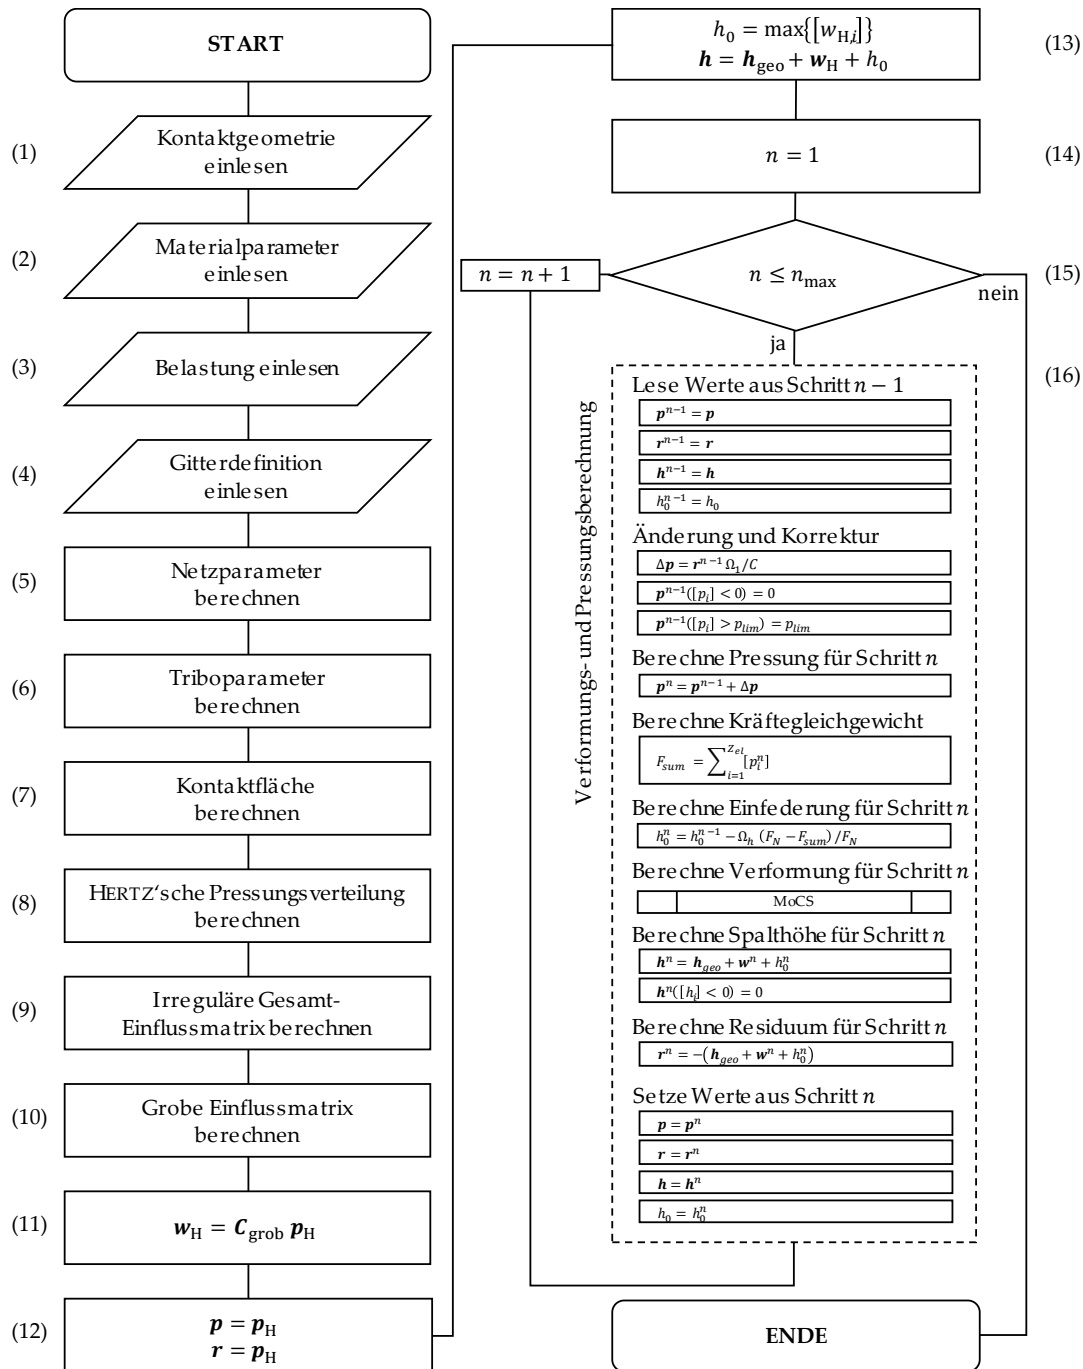 START
(1)
Kontaktgeometrie
einlesen
(2)
Materialparameter
einlesen
(3)
Belastung einlesen
(4)
Gitterdefinition
einlesen
(5)
Netzparameter
berechnen
(6)
Triboparameter
berechnen
(7)
Kontaktfläche
berechnen
(8)
HERTZ‘sche Pressungsverteilung
berechnen
(9)
Irreguläre Gesamt-
Einflussmatrix berechnen
(10)
Grobe Einflussmatrix
berechnen
(11)
w_H = C_grob p_H
(12)
p = p_H
r = p_H
h_0 = max{[w_H,i]}
h = h_geo + w_H + h_0
(13)
n = 1
(14)
n = n + 1
n ≤ n_max
(15)
nein
ja
(16)
Verformungs- und Pressungsberechnung
Lese Werte aus Schritt n − 1
p^{n−1} = p
r^{n−1} = r
h^{n−1} = h
h_0^{n−1} = h_0
Änderung und Korrektur
Δp = r^{n−1} Ω_1/C
p^{n−1}([p_i] < 0) = 0
p^{n−1}([p_i] > p_lim) = p_lim
Berechne Pressung für Schritt n
p^n = p^{n−1} + Δp
Berechne Kräftegleichgewicht
F_sum = ∑_{i=1}^{z_el} [p_i^n]
Berechne Einfederung für Schritt n
h_0^n = h_0^{n−1} − Ω_h (F_N − F_sum) /F_N
Berechne Verformung für Schritt n
MoCS
Berechne Spalthöhe für Schritt n
h^n = h_geo + w^n + h_0^n
h^n([h_i] < 0) = 0
Berechne Residuum für Schritt n
r^n = −(h_geo + w^n + h_0^n)
Setze Werte aus Schritt n
p = p^n
r = r^n
h = h^n
h_0 = h_0^n
ENDE